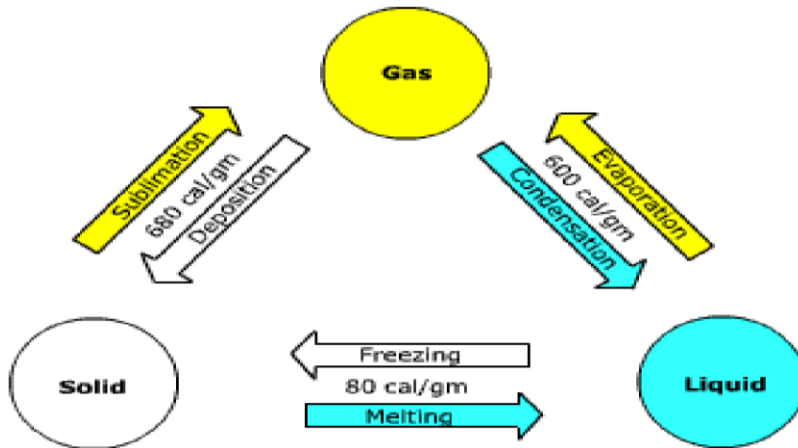 Gas
Sublimation
680 cal/gm
Deposition
Evaporation
600 cal/gm
Condensation
Solid
Freezing
80 cal/gm
Melting
Liquid